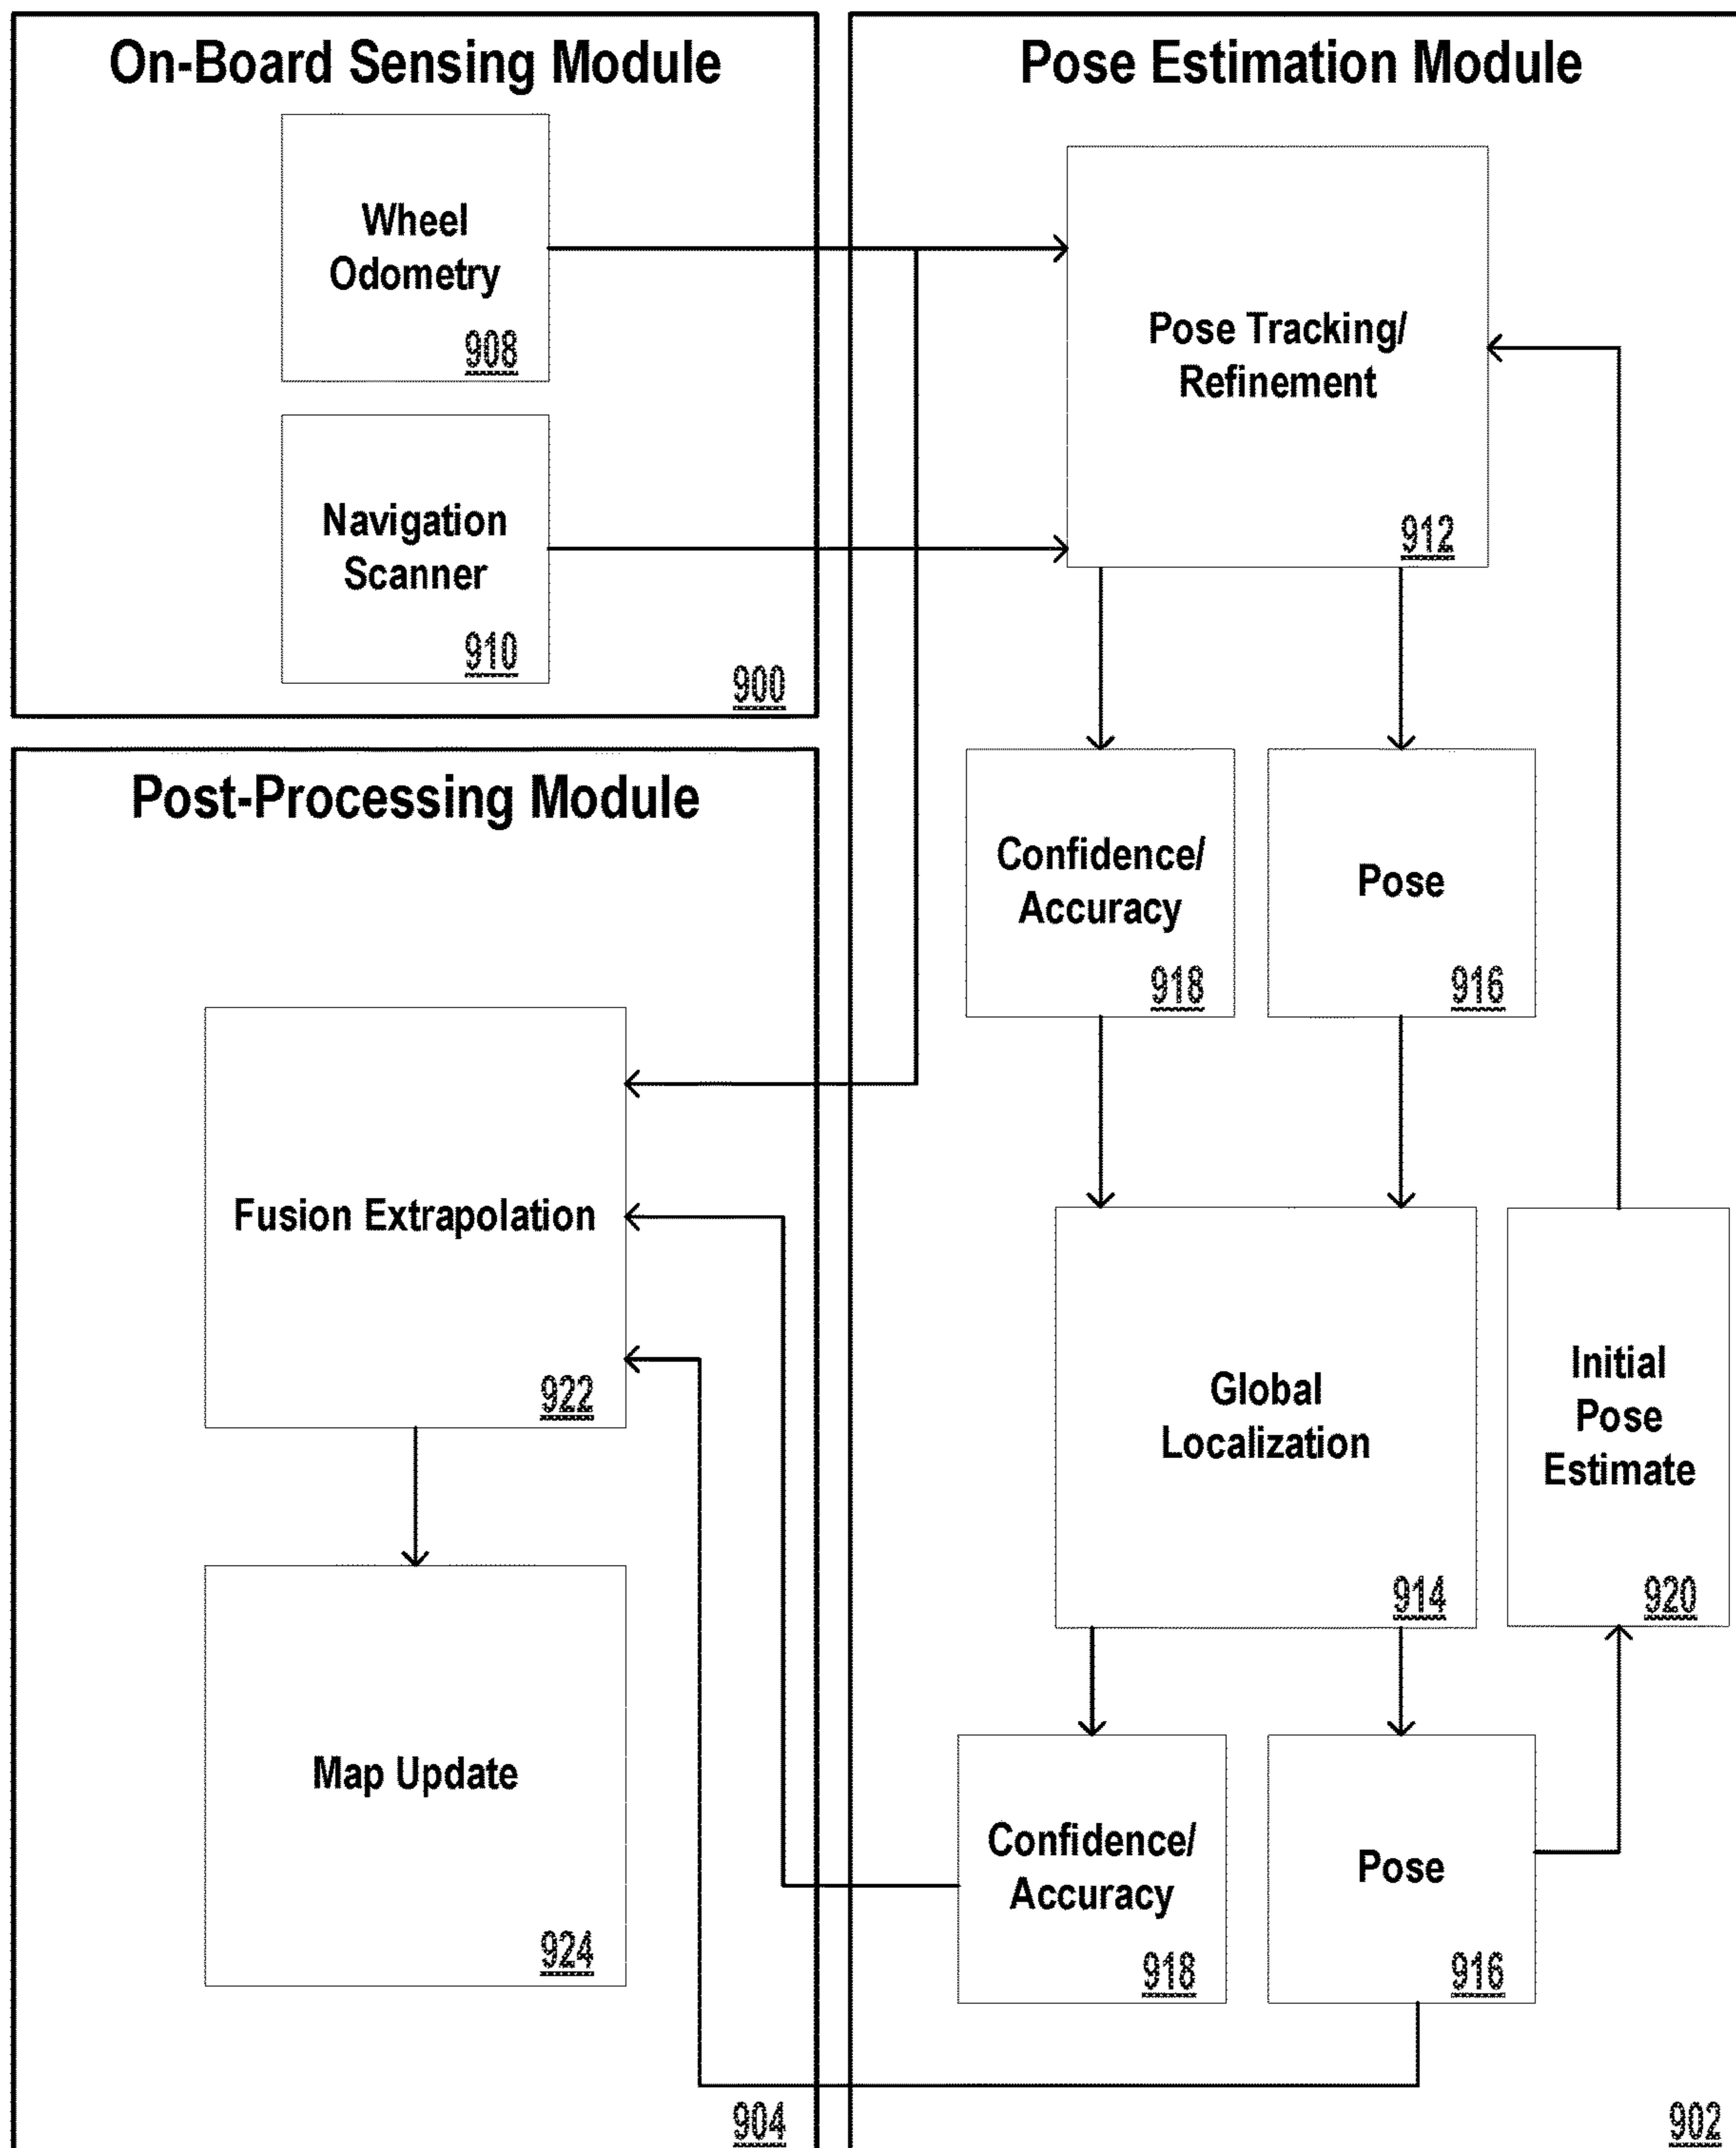 On-Board Sensing Module
Wheel
Odometry
908
Navigation
Scanner
910
900
Pose Estimation Module
Pose Tracking/
Refinement
912
Confidence/
Accuracy
918
Pose
916
Global
Localization
914
Initial
Pose
Estimate
920
Confidence/
Accuracy
918
Pose
916
902
Post-Processing Module
Fusion Extrapolation
922
Map Update
924
904